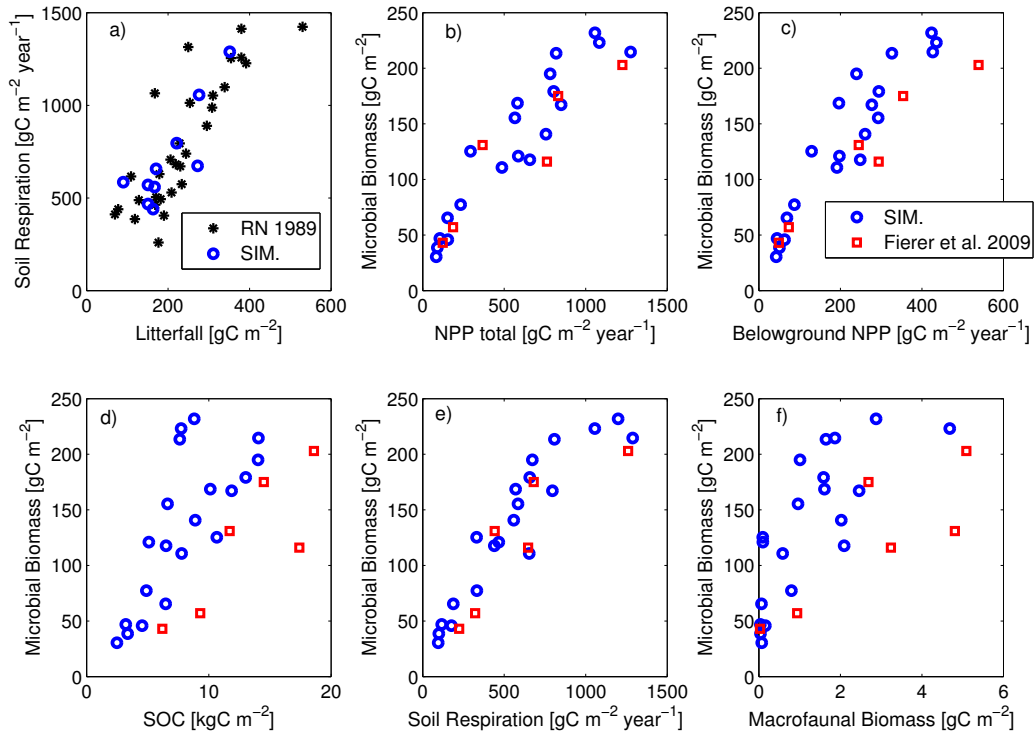 a)
Soil Respiration [gC m−2 year−1]
1500
1000
500
0
0 200 400 600
Litterfall [gC m−2]
RN 1989
SIM.
b)
Microbial Biomass [gC m−2]
250
200
150
100
50
0
0 500 1000 1500
NPP total [gC m−2 year−1]
c)
Microbial Biomass [gC m−2]
250
200
150
100
50
0
0 200 400 600
Belowground NPP [gC m−2 year−1]
SIM.
Fierer et al. 2009
d)
Microbial Biomass [gC m−2]
250
200
150
100
50
0
0 10 20
SOC [kgC m−2]
e)
Microbial Biomass [gC m−2]
250
200
150
100
50
0
0 500 1000 1500
Soil Respiration [gC m−2 year−1]
f)
Microbial Biomass [gC m−2]
250
200
150
100
50
0
0 2 4 6
Macrofaunal Biomass [gC m−2]